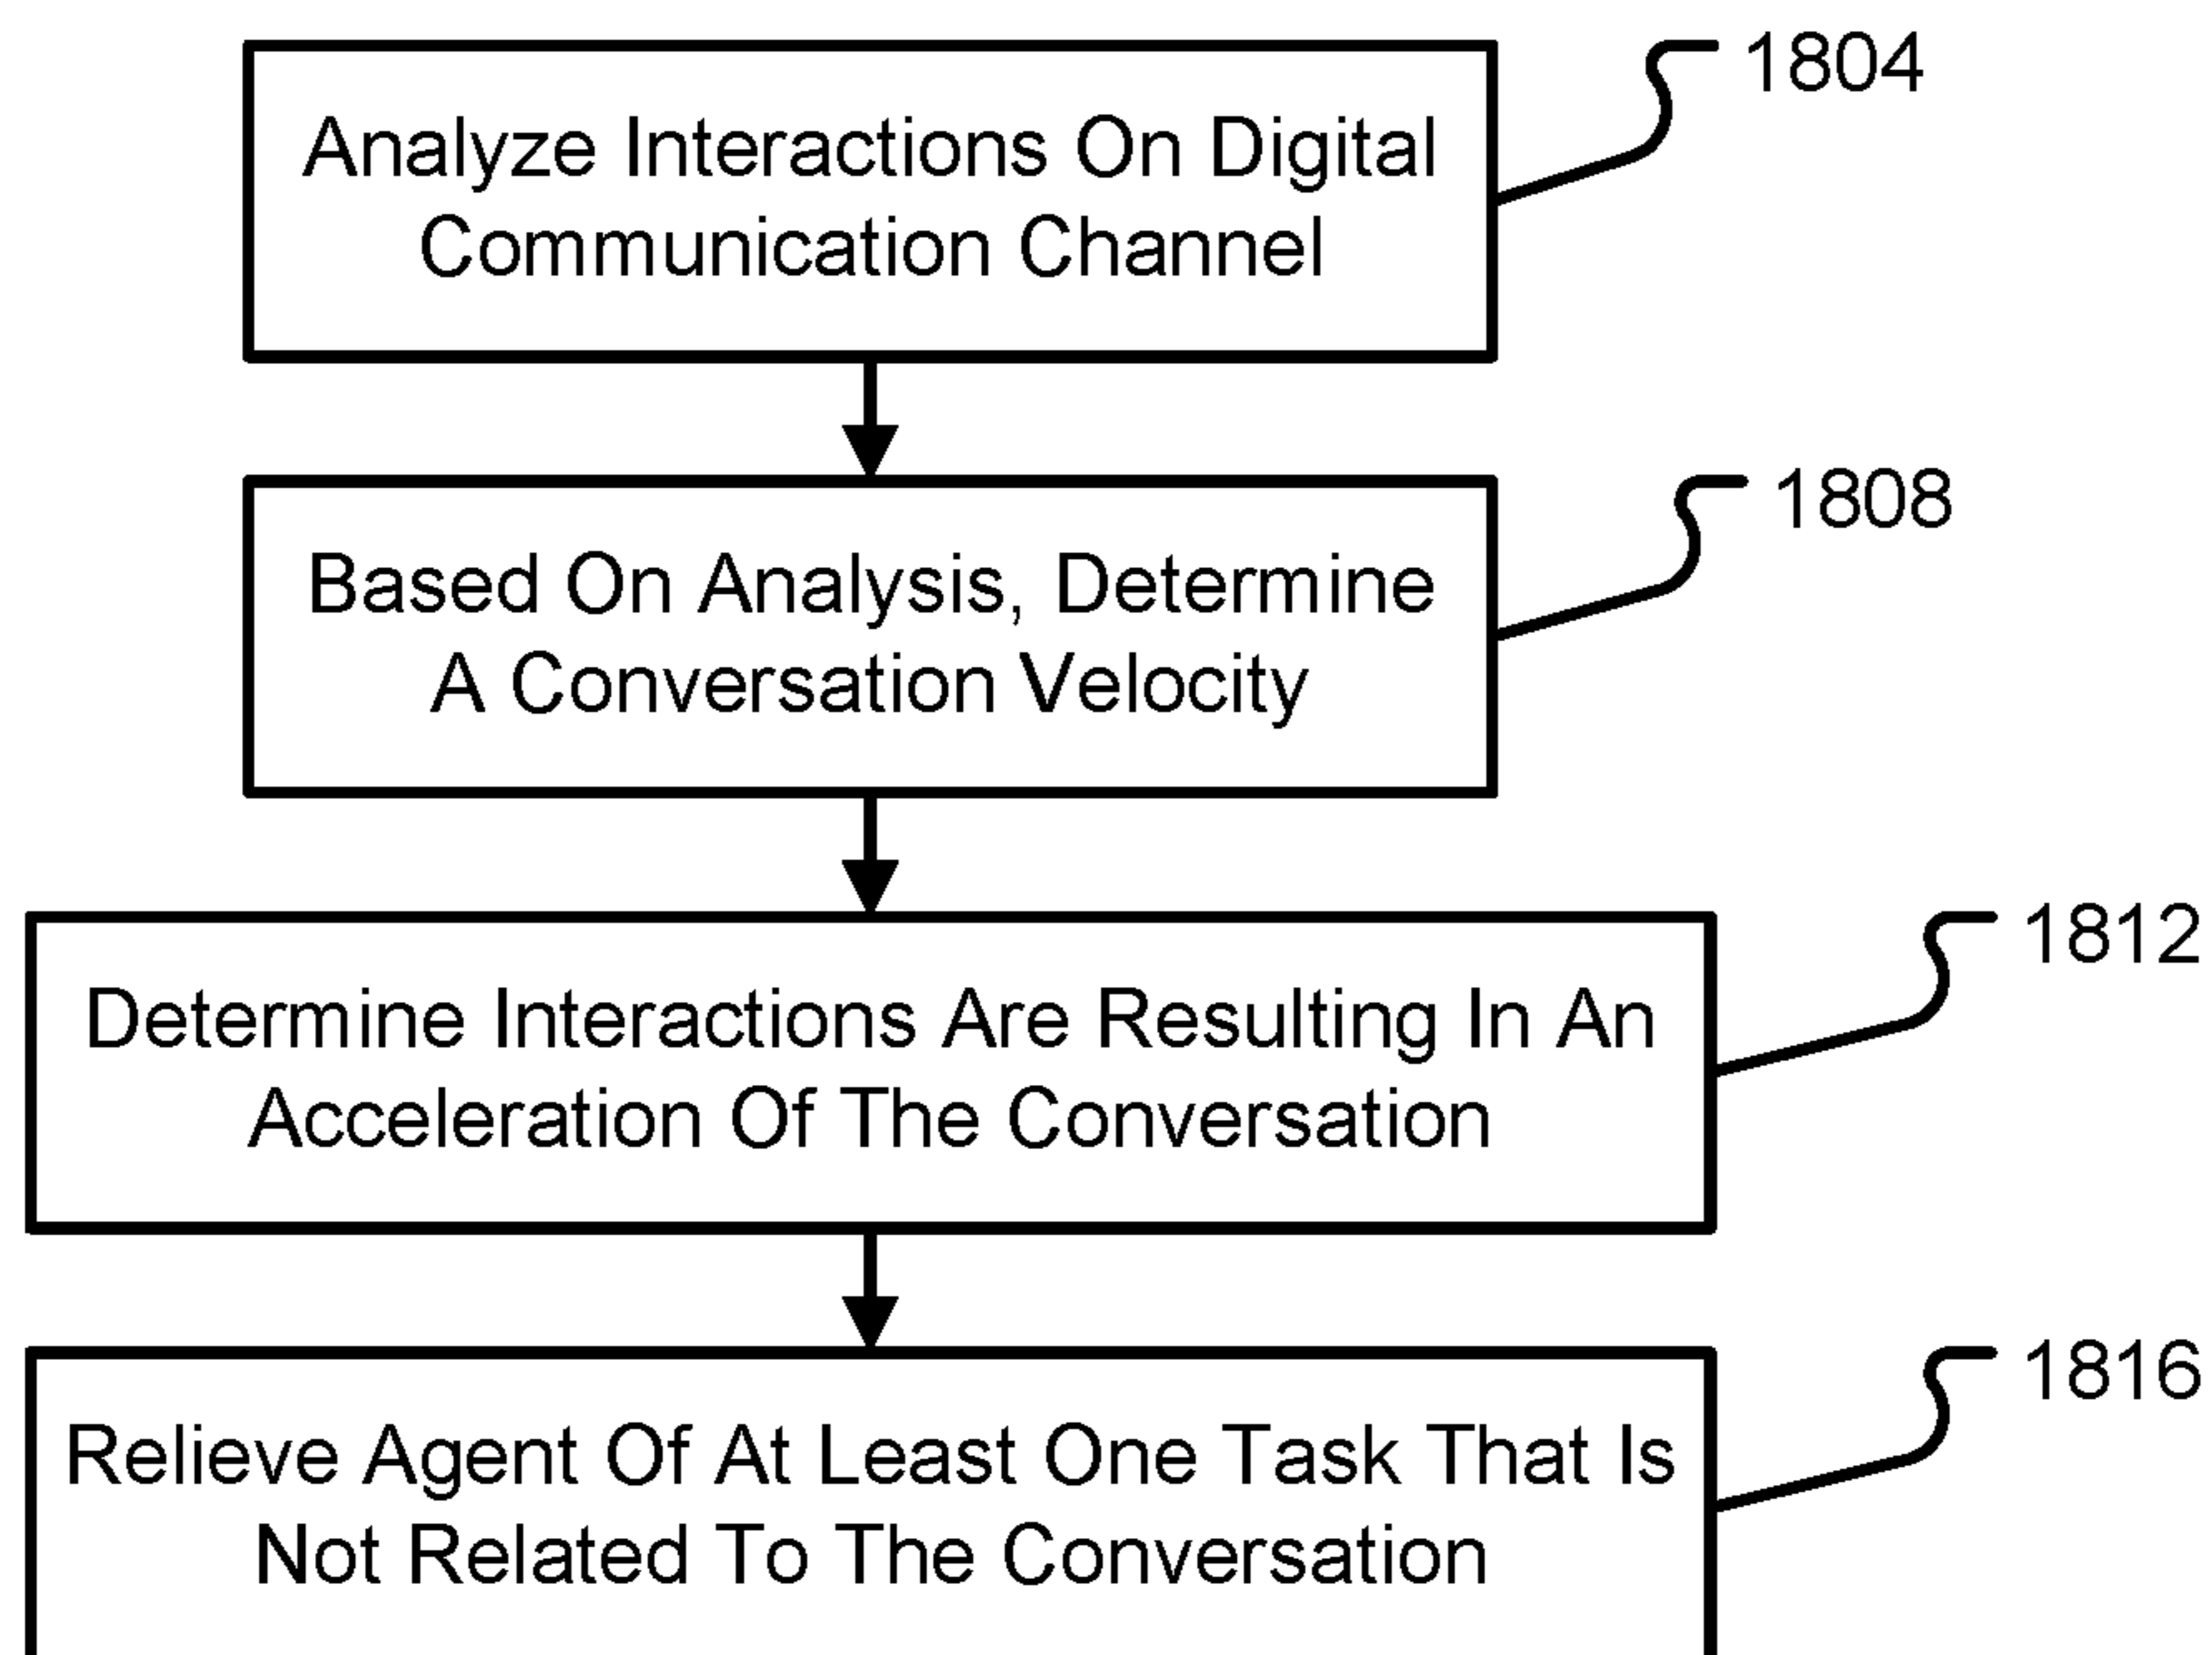 1804
Analyze Interactions On Digital
Communication Channel
1808
Based On Analysis, Determine
A Conversation Velocity
1812
Determine Interactions Are Resulting In An
Acceleration Of The Conversation
1816
Relieve Agent Of At Least One Task That Is
Not Related To The Conversation